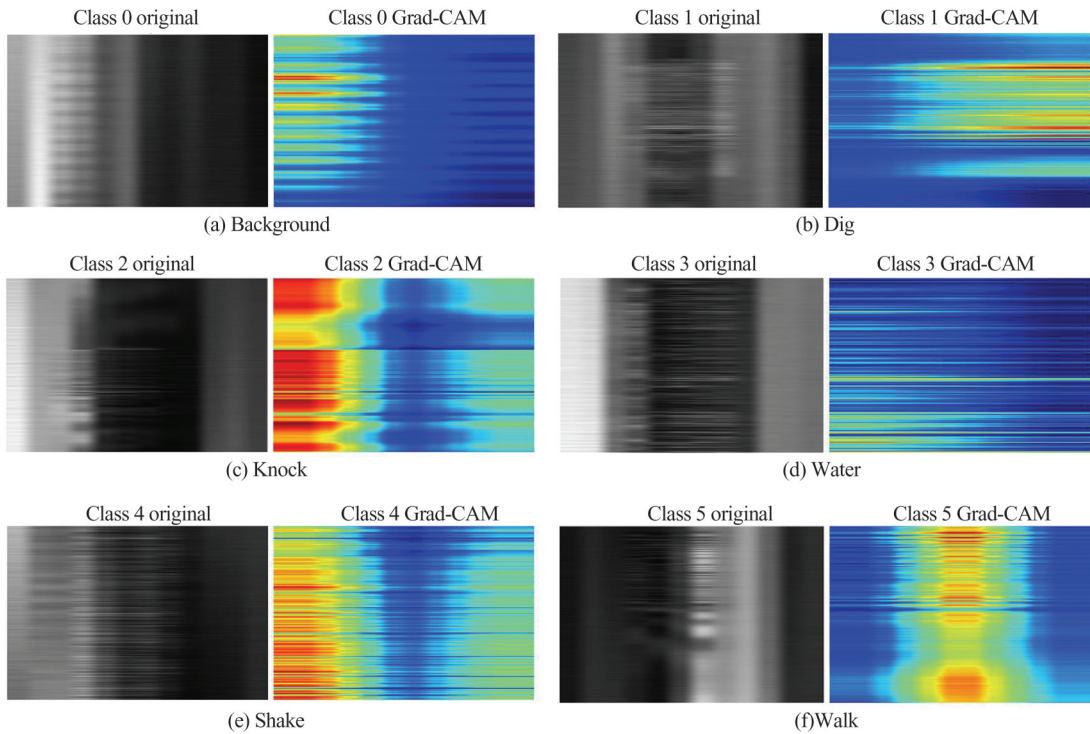 Class 0 original
Class 0 Grad-CAM
Class 1 original
Class 1 Grad-CAM
(a) Background
(b) Dig
Class 2 original
Class 2 Grad-CAM
Class 3 original
Class 3 Grad-CAM
(c) Knock
(d) Water
Class 4 original
Class 4 Grad-CAM
Class 5 original
Class 5 Grad-CAM
(e) Shake
(f)Walk